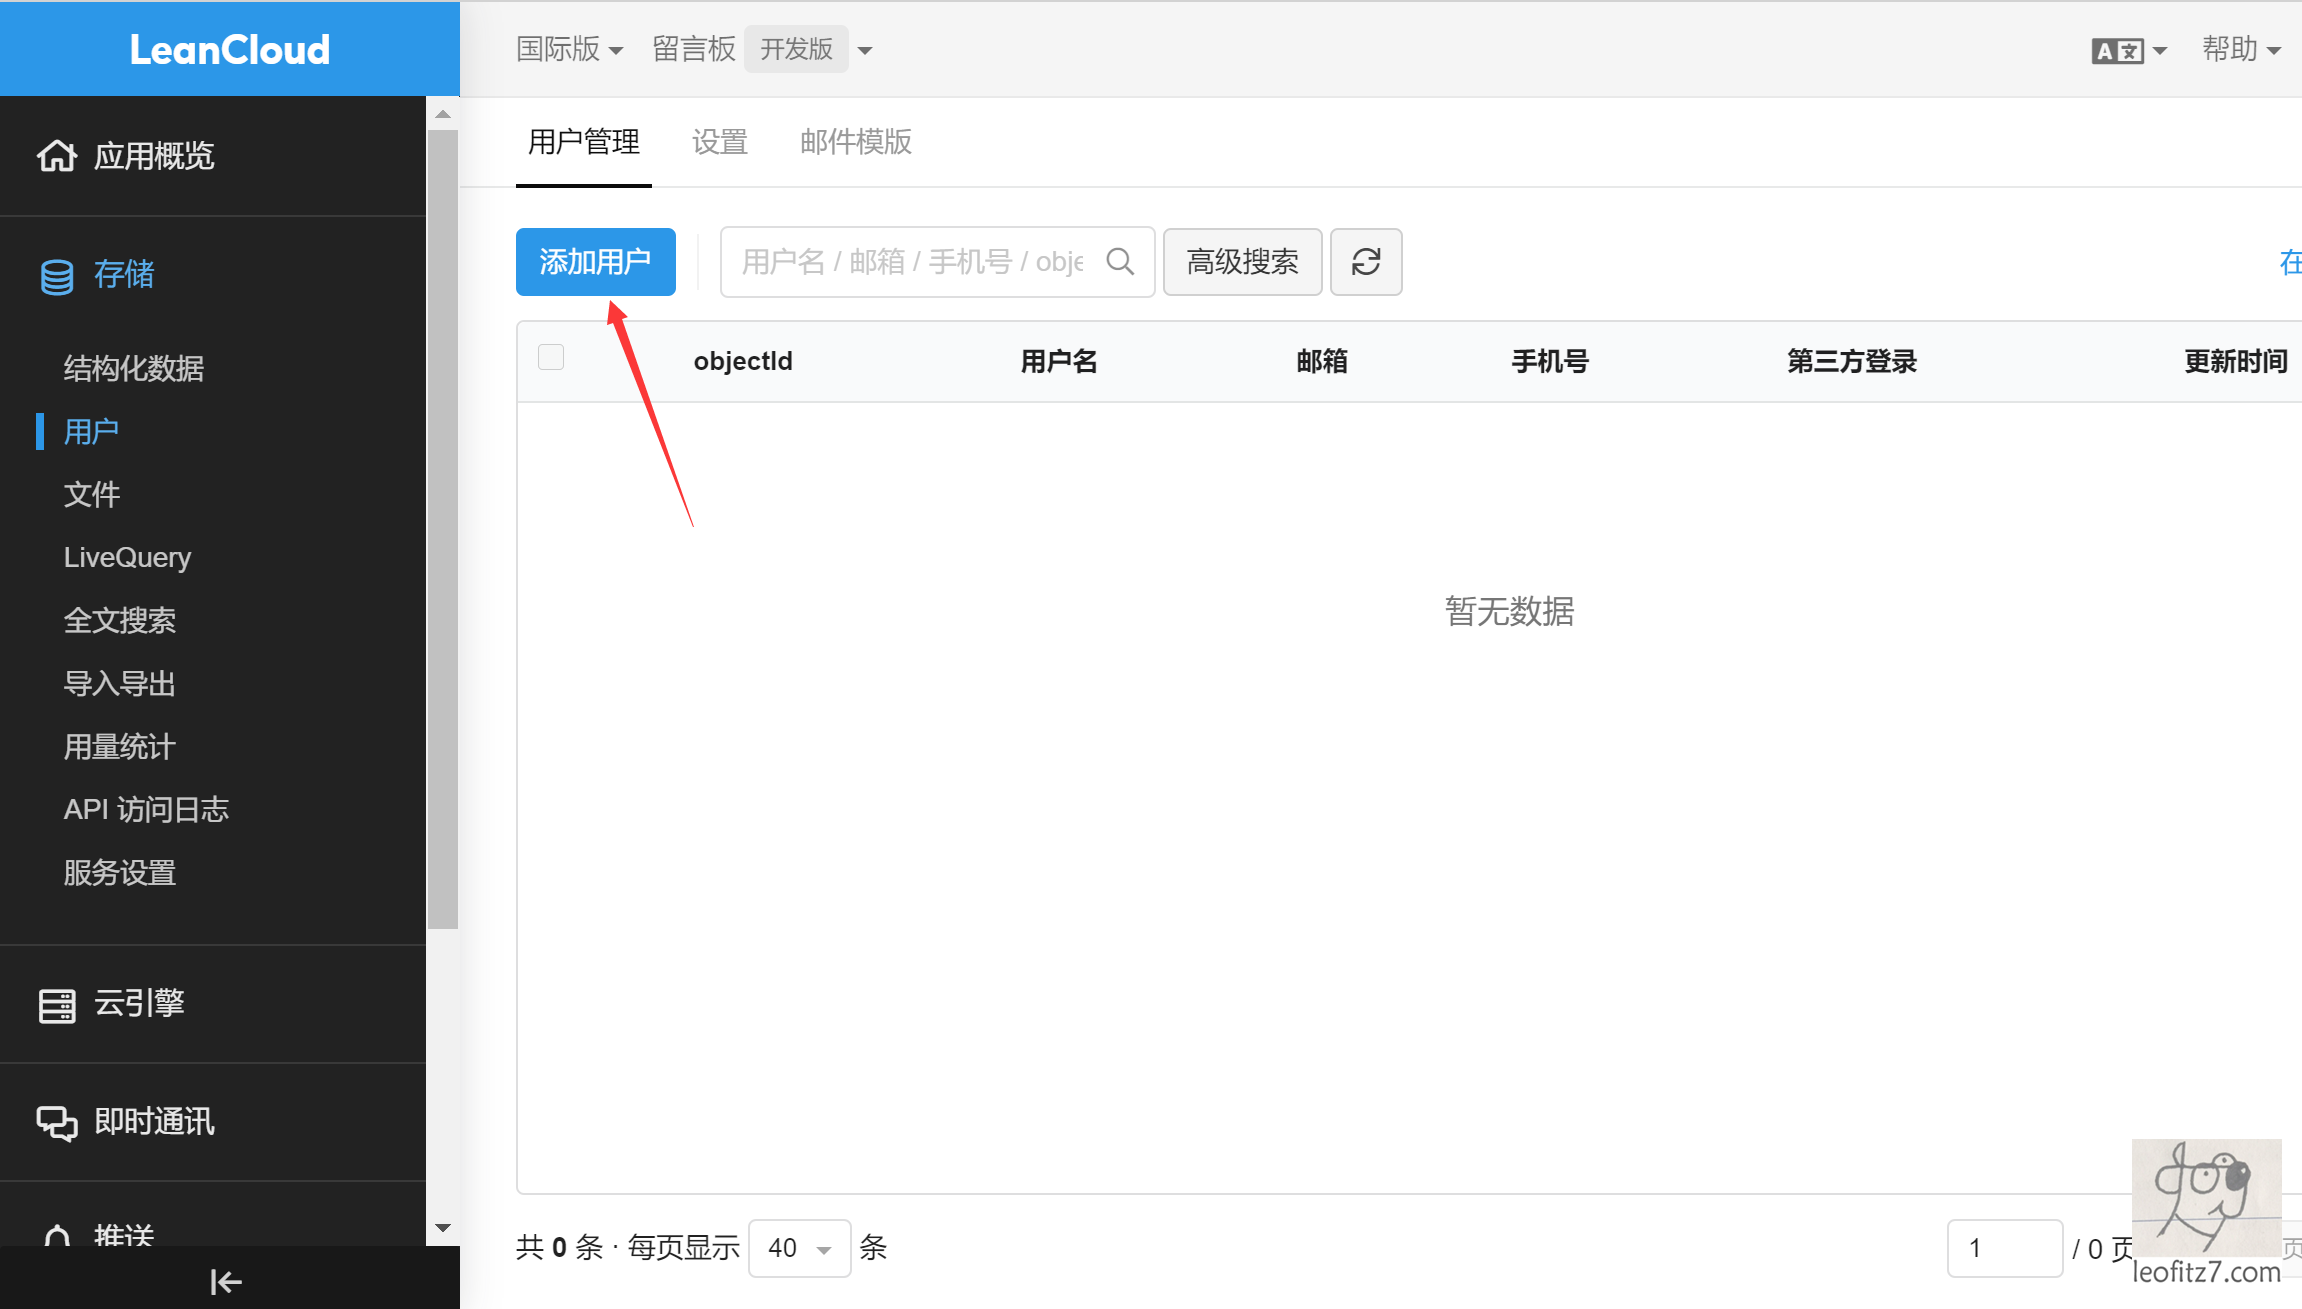 LeanCloud
国际版 留言板 开发版 A文 帮助
应用概览
存储
结构化数据
用户
文件
LiveQuery
全文搜索
导入导出
用量统计
API 访问日志
服务设置
云引擎
即时通讯
推送
用户管理 设置 邮件模版
添加用户 用户名 / 邮箱 / 手机号 / obje 高级搜索 在
objectId 用户名 邮箱 手机号 第三方登录 更新时间
暂无数据
共 0 条 · 每页显示 40 条 1 / 0 页 页
dog
leofitz7.com